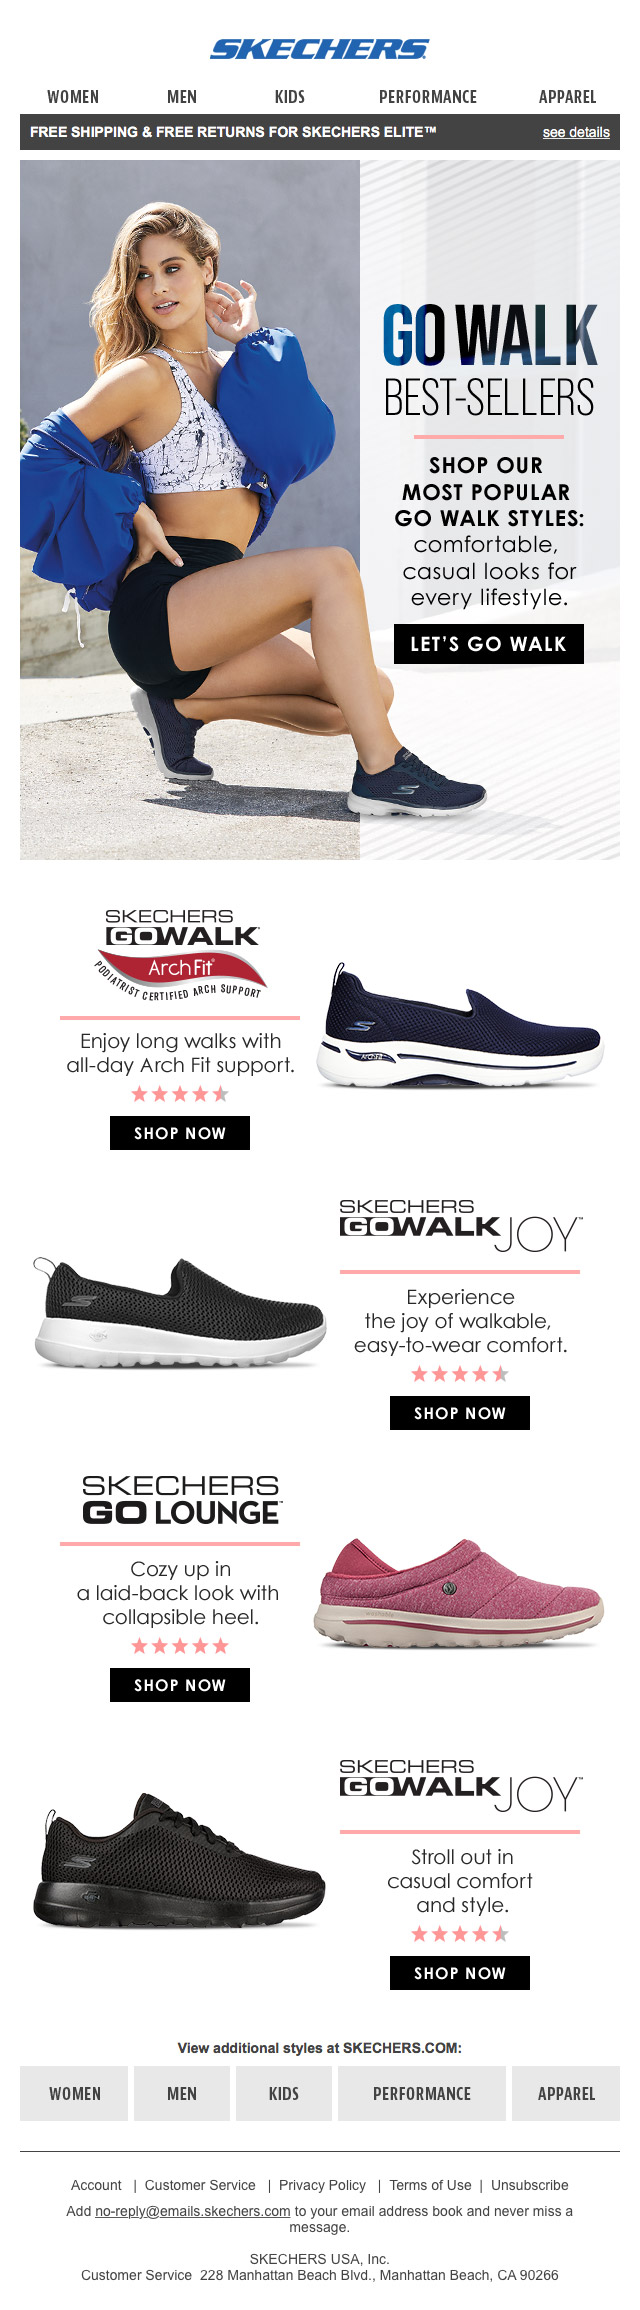 SKECHERS
WOMEN MEN KIDS PERFORMANCE APPAREL
FREE SHIPPING & FREE RETURNS FOR SKECHERS ELITE™ see details
GO WALK
BEST-SELLERS
SHOP OUR
MOST POPULAR
GO WALK STYLES:
comfortable,
casual looks for
every lifestyle.
LET'S GO WALK
SKECHERS
GOWALK
Arch Fit®
PODIATRIST CERTIFIED ARCH SUPPORT
Enjoy long walks with
all-day Arch Fit support.
SHOP NOW
ARCH FIT
SKECHERS
GOWALK JOY™
Experience
the joy of walkable,
easy-to-wear comfort.
SHOP NOW
SKECHERS
GO LOUNGE™
Cozy up in
a laid-back look with
collapsible heel.
SHOP NOW
SKECHERS
GOWALK JOY™
Stroll out in
casual comfort
and style.
SHOP NOW
View additional styles at SKECHERS.COM:
WOMEN MEN KIDS PERFORMANCE APPAREL
Account | Customer Service | Privacy Policy | Terms of Use | Unsubscribe
Add no-reply@emails.skechers.com to your email address book and never miss a
message.
SKECHERS USA, Inc.
Customer Service 228 Manhattan Beach Blvd., Manhattan Beach, CA 90266